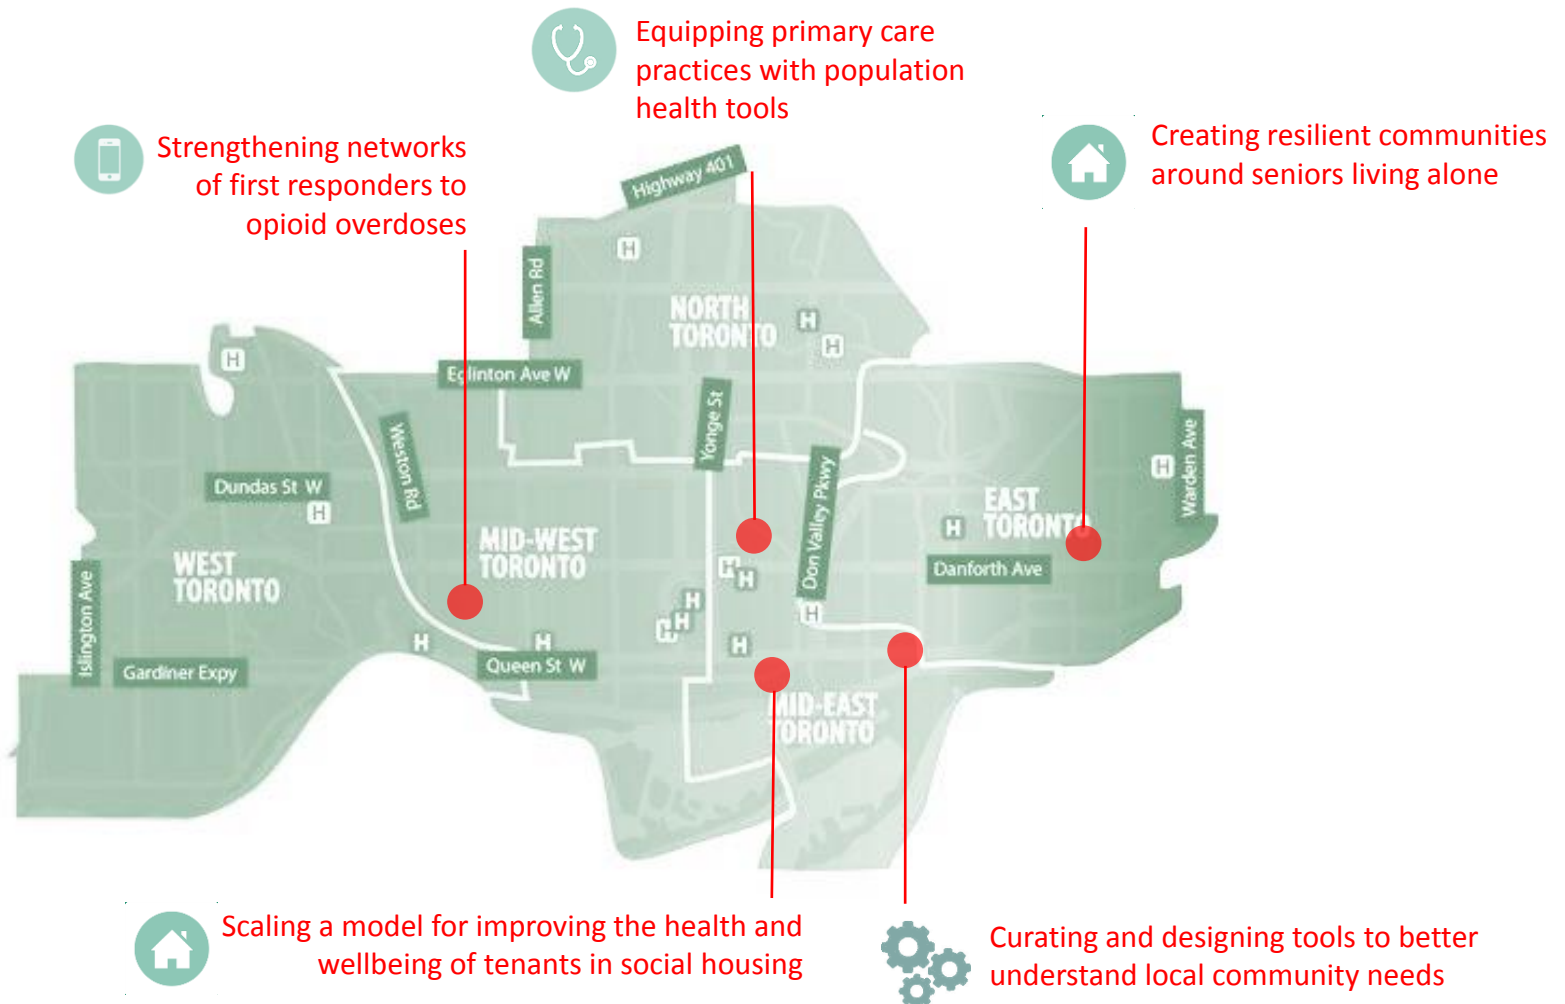 Equipping primary care
practices with population
health tools
Strengthening networks
of first responders to
opioid overdoses
Creating resilient communities
around seniors living alone
Highway 401
Allen Rd
H
NORTH
TORONTO
H
H
H
Eglinton Ave W
Yonge St
Weston Rd
Don Valley Pkwy
Warden Ave
H
Dundas St W
H
EAST
TORONTO
H
MID-WEST
TORONTO
WEST
TORONTO
Danforth Ave
H
H
Islington Ave
H
H
H
H
H
H
H
Queen St W
Gardiner Expy
MID-EAST
TORONTO
Scaling a model for improving the health and
wellbeing of tenants in social housing
Curating and designing tools to better
understand local community needs